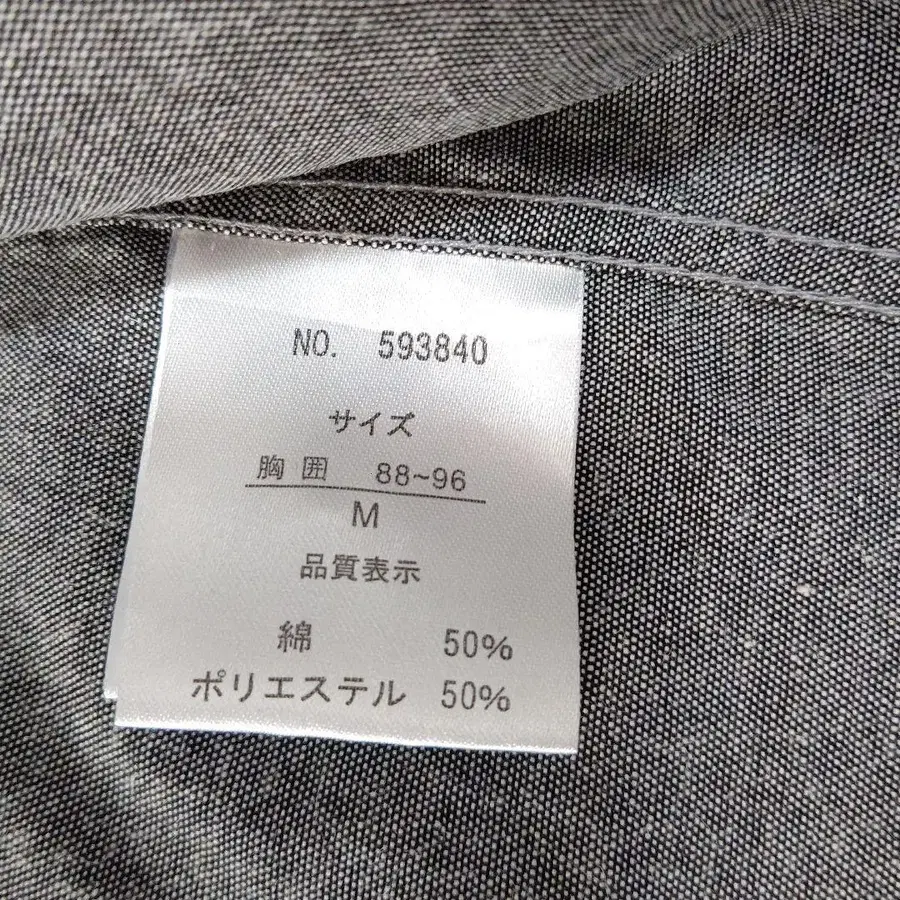 NO. 593840
サイズ
胸囲 88~96
M
品質表示
綿 50%
ポリエステル 50%